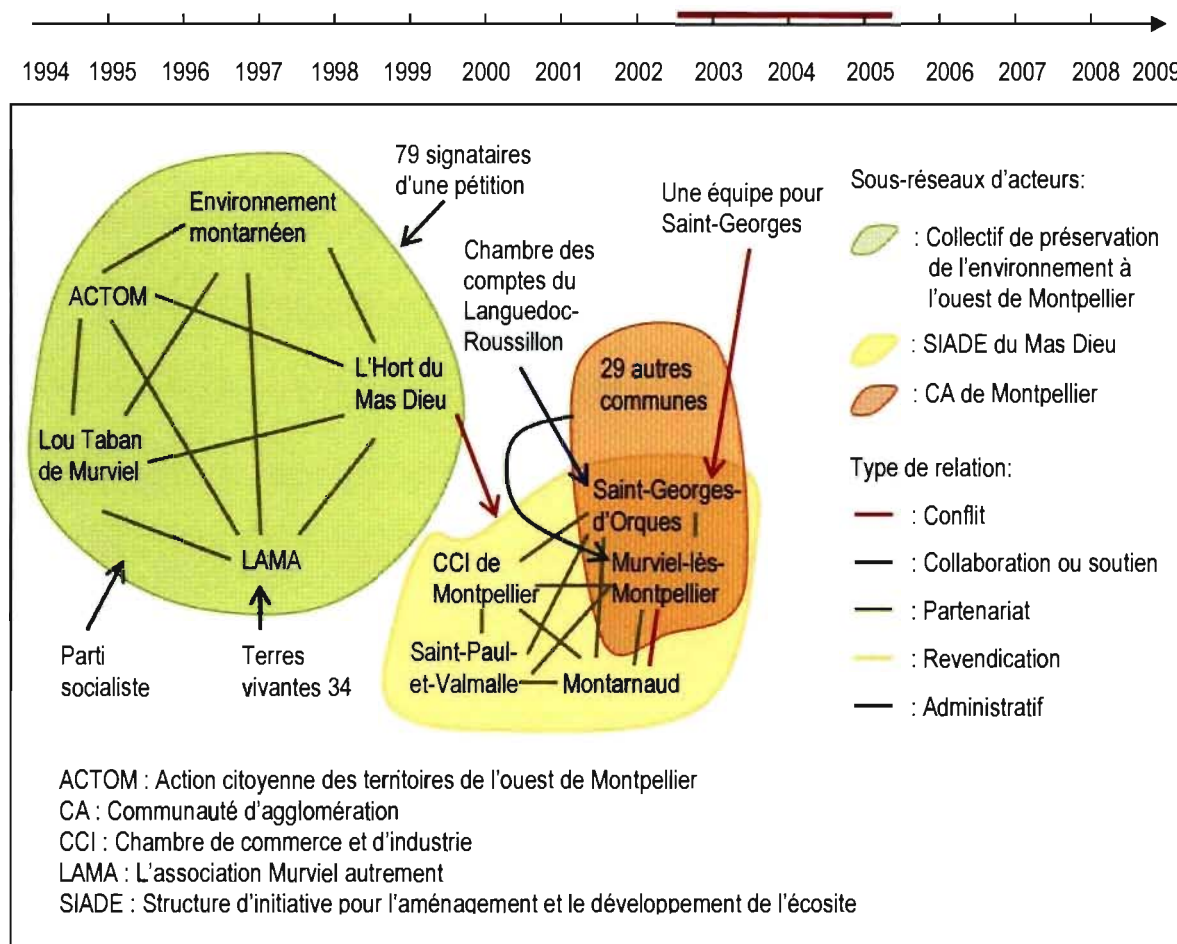 1994 1995 1996 1997 1998 1999 2000 2001 2002 2003 2004 2005 2006 2007 2008 2009
79 signataires
d'une pétition
Environnement
montarnéen
ACTOM
L'Hort du
Mas Dieu
Lou Taban
de Murviel
LAMA
Parti
socialiste
Terres
vivantes 34
Chambre des
comptes du
Languedoc-
Roussillon
Une équipe pour
Saint-Georges
29 autres
communes
Saint-Georges-
d'Orques
CCI de
Montpellier
Murviel-lès-
Montpellier
Saint-Paul-
et-Valmalle
Montarnaud
Sous-réseaux d'acteurs:
: Collectif de préservation
de l'environnement à
l'ouest de Montpellier
: SIADE du Mas Dieu
: CA de Montpellier
Type de relation:
: Conflit
: Collaboration ou soutien
: Partenariat
: Revendication
: Administratif
ACTOM : Action citoyenne des territoires de l'ouest de Montpellier
CA : Communauté d'agglomération
CCI : Chambre de commerce et d'industrie
LAMA : L'association Murviel autrement
SIADE : Structure d'initiative pour l'aménagement et le développement de l'écosite